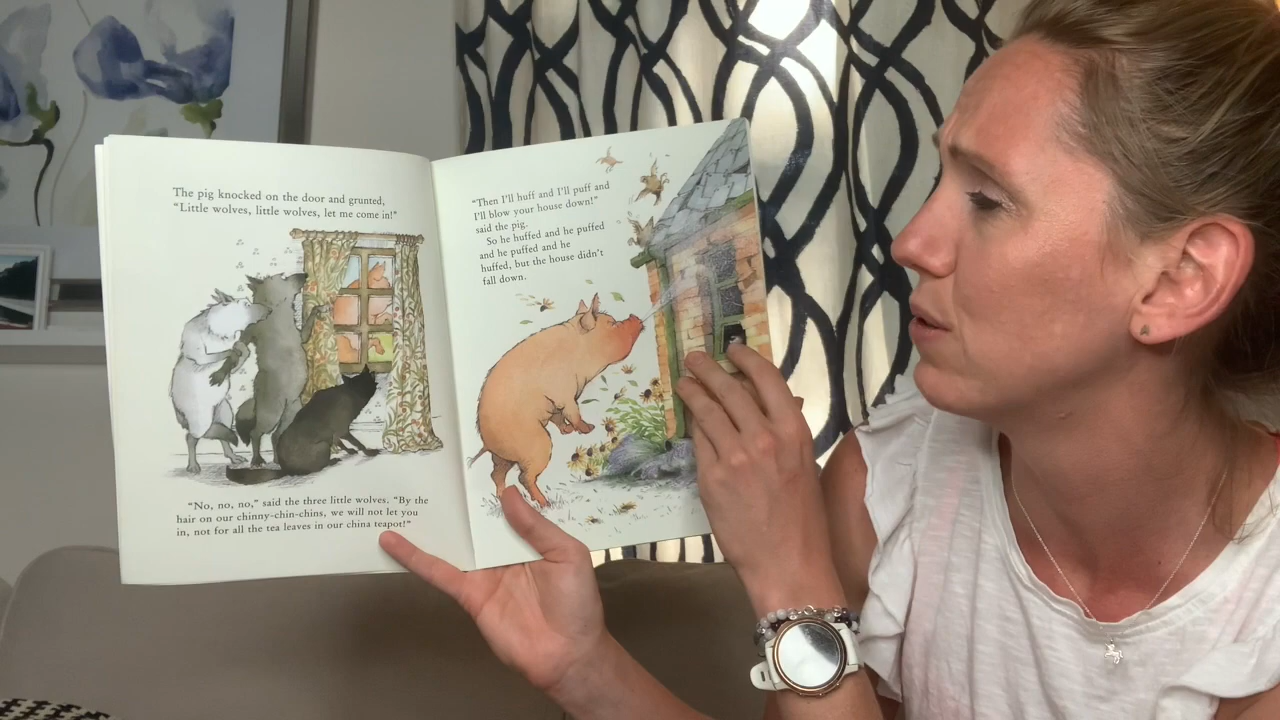 The pig knocked on the door and grunted,
“Little wolves, little wolves, let me come in!”
“No, no, no,” said the three little wolves. “By the
hair on our chinny-chin-chins, we will not let you
in, not for all the tea leaves in our china teapot!”
“Then I’ll huff and I’ll puff and
I’ll blow your house down!”
said the pig.
So he huffed and he puffed
and he puffed and he
huffed, but the house didn’t
fall down.